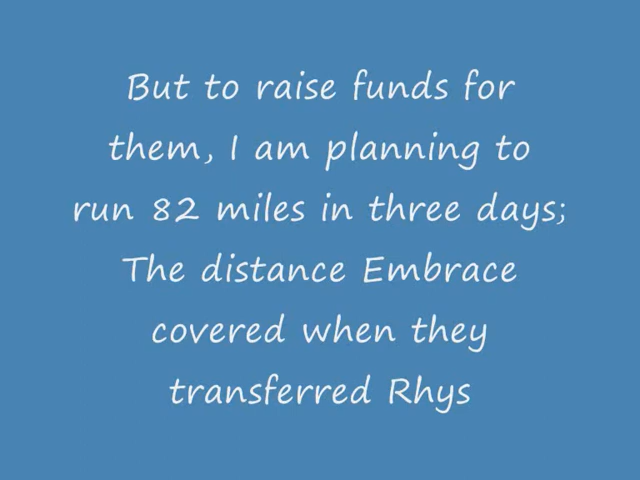 But to raise funds for
them, I am planning to
run 82 miles in three days;
The distance Embrace
covered when they
transferred Rhys